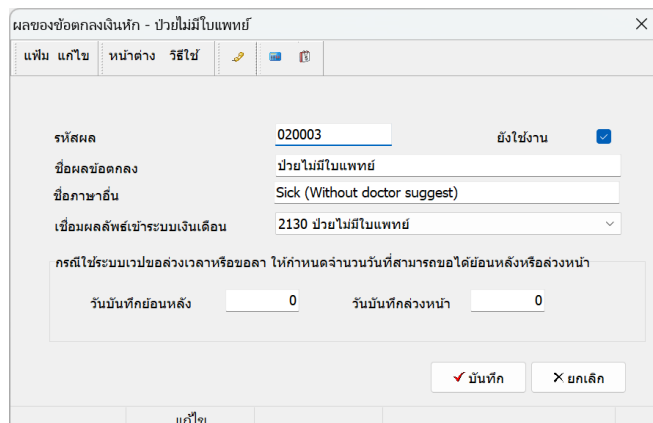 ผลของข้อตกลงเงินหัก - ป่วยไม่มีใบแพทย์
แฟ้ม แก้ไข หน้าต่าง วิธีใช้
รหัสผล 020003 ยังใช้งาน
ชื่อผลข้อตกลง ป่วยไม่มีใบแพทย์
ชื่อภาษาอื่น Sick (Without doctor suggest)
เชื่อมผลลัพธ์เข้าระบบเงินเดือน 2130 ป่วยไม่มีใบแพทย์
กรณีใช้ระบบเวปขอล่วงเวลาหรือขอลา ให้กำหนดจำนวนวันที่สามารถขอได้ย้อนหลังหรือล่วงหน้า
วันบันทึกย้อนหลัง 0 วันบันทึกล่วงหน้า 0
บันทึก ยกเลิก
แก้ไข